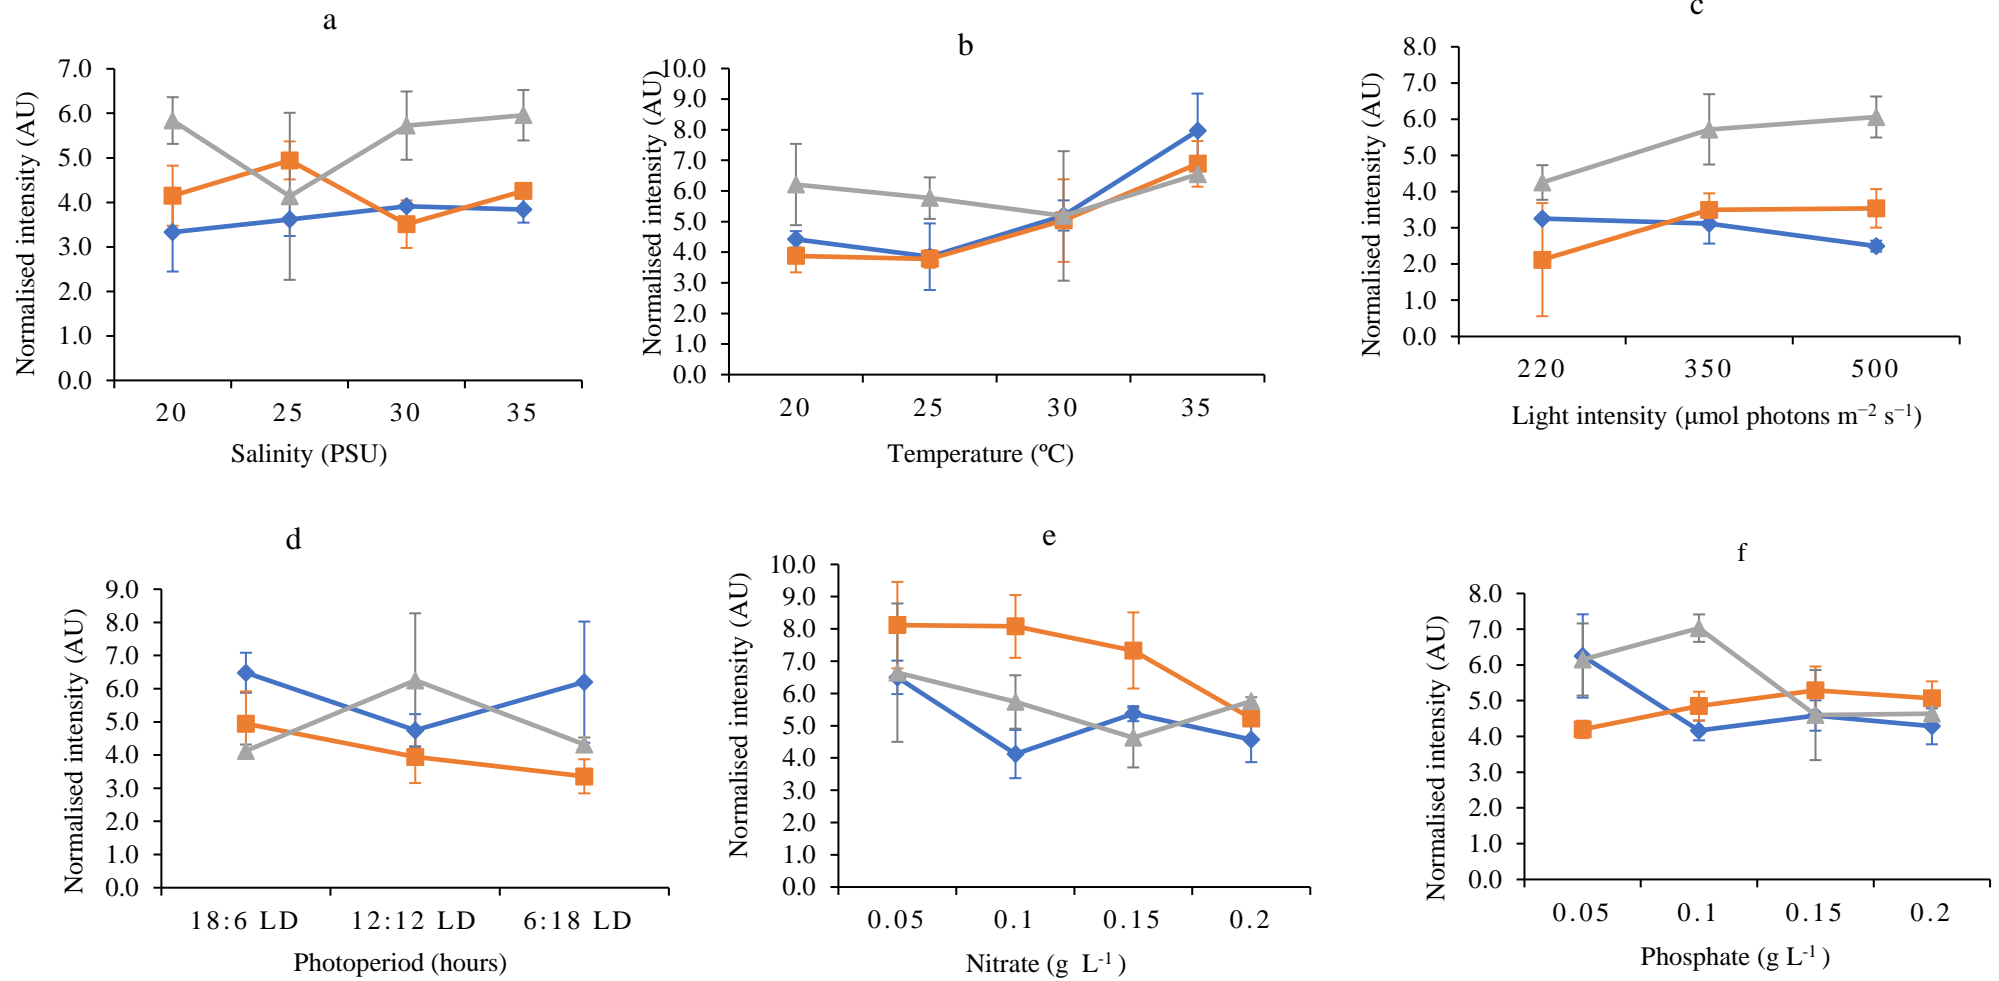 a
Normalised intensity (AU)
7.0
6.0
5.0
4.0
3.0
2.0
1.0
0.0
20 25 30 35
Salinity (PSU)
b
Normalised intensity (AU)
10.0
9.0
8.0
7.0
6.0
5.0
4.0
3.0
2.0
1.0
0.0
20 25 30 35
Temperature (ºC)
c
Normalised intensity (AU)
8.0
7.0
6.0
5.0
4.0
3.0
2.0
1.0
0.0
220 350 500
Light intensity (μmol photons m⁻² s⁻¹)
d
Normalised intensity (AU)
9.0
8.0
7.0
6.0
5.0
4.0
3.0
2.0
1.0
0.0
18:6 LD 12:12 LD 6:18 LD
Photoperiod (hours)
e
Normalised intensity (AU)
10.0
9.0
8.0
7.0
6.0
5.0
4.0
3.0
2.0
1.0
0.0
0.05 0.1 0.15 0.2
Nitrate (g L⁻¹)
f
Normalised intensity (AU)
8.0
7.0
6.0
5.0
4.0
3.0
2.0
1.0
0.0
0.05 0.1 0.15 0.2
Phosphate (g L⁻¹)